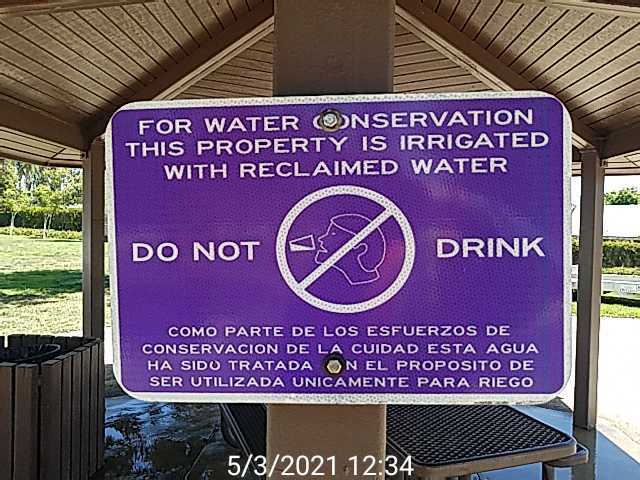 FOR WATER CONSERVATION
THIS PROPERTY IS IRRIGATED
WITH RECLAIMED WATER
DO NOT DRINK
COMO PARTE DE LOS ESFUERZOS DE
CONSERVACION DE LA CUIDAD ESTA AGUA
HA SIDO TRATADA CON EL PROPOSITO DE
SER UTILIZADA UNICAMENTE PARA RIEGO
5/3/2021 12:34